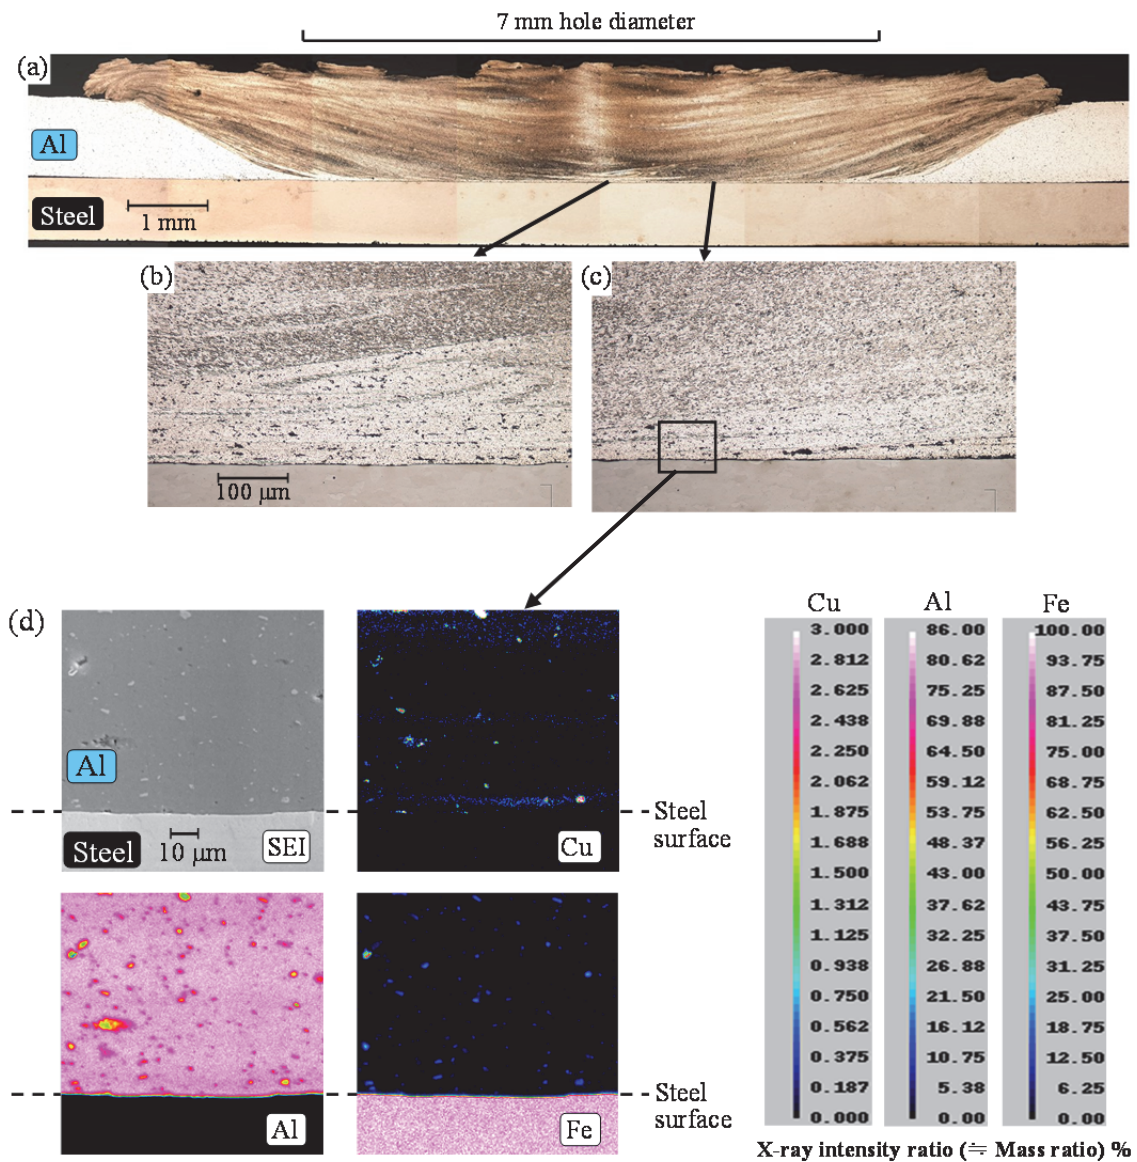 7 mm hole diameter
(a)
Al
Steel
1 mm
(b)
(c)
100 μm
(d)
Al
Steel
10 μm
SEI
Cu
Steel
surface
Al
Fe
Steel
surface
Cu Al Fe
3.000 86.00 100.00
2.812 80.62 93.75
2.625 75.25 87.50
2.438 69.88 81.25
2.250 64.50 75.00
2.062 59.12 68.75
1.875 53.75 62.50
1.688 48.37 56.25
1.500 43.00 50.00
1.312 37.62 43.75
1.125 32.25 37.50
0.938 26.88 31.25
0.750 21.50 25.00
0.562 16.12 18.75
0.375 10.75 12.50
0.187 5.38 6.25
0.000 0.00 0.00
X-ray intensity ratio (≒ Mass ratio) %